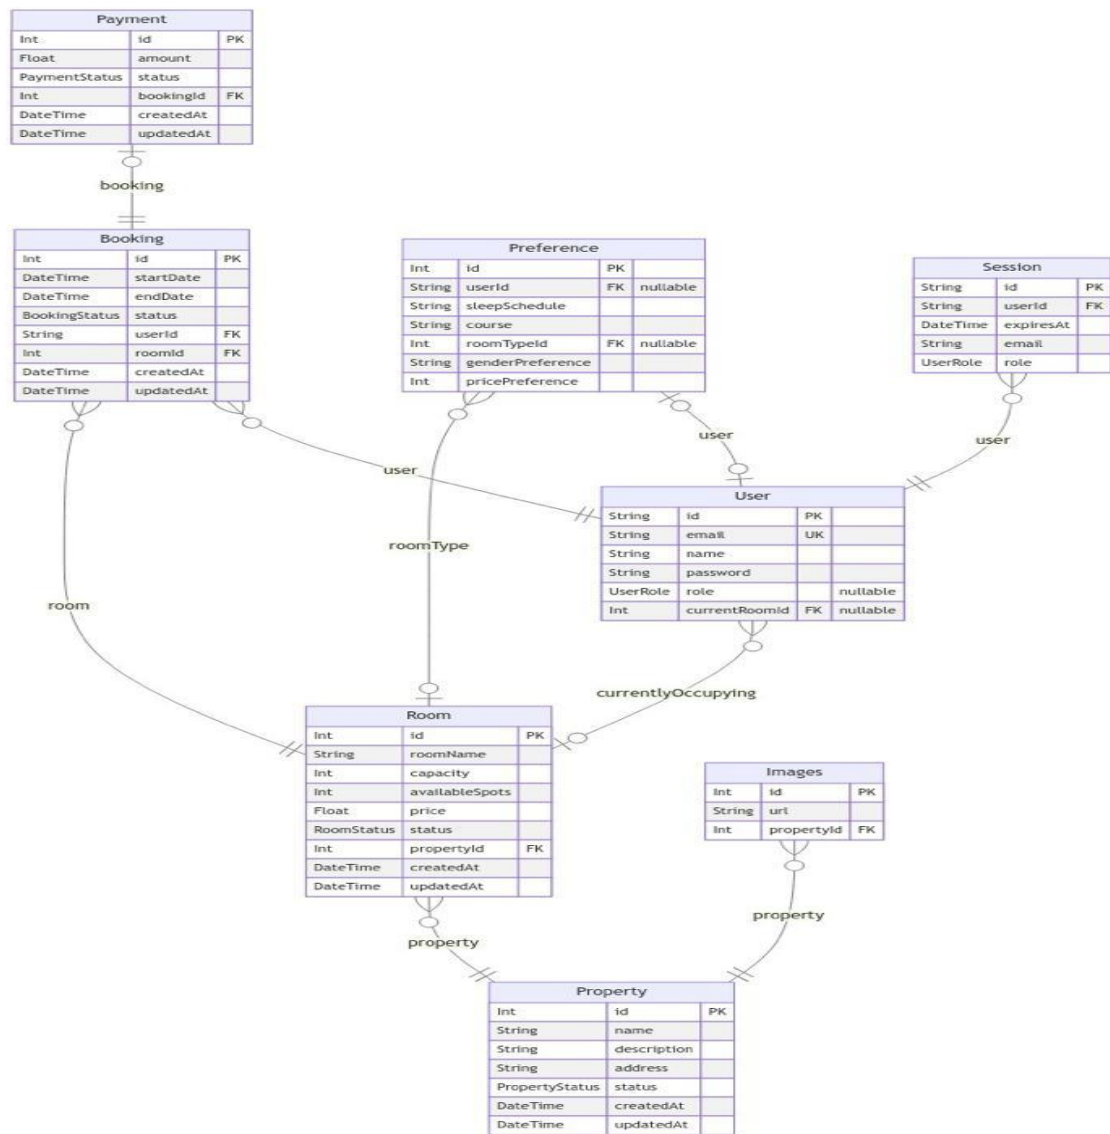 Payment
Int id PK
Float amount
PaymentStatus status
Int bookingId FK
DateTime createdAt
DateTime updatedAt
booking
Booking
Int id PK
DateTime startDate
DateTime endDate
BookingStatus status
String userId FK
Int roomId FK
DateTime createdAt
DateTime updatedAt
Preference
Int id PK
String userId FK nullable
String sleepSchedule
String course
Int roomTypeId FK nullable
String genderPreference
Int pricePreference
Session
String id PK
String userId FK
DateTime expiresAt
String email
UserRole role
user
user
user
User
String id PK
String email UK
String name
String password
UserRole role nullable
Int currentRoomId FK nullable
roomType
room
currentlyOccupying
Room
Int id PK
String roomName
Int capacity
Int availableSpots
Float price
RoomStatus status
Int propertyId FK
DateTime createdAt
DateTime updatedAt
Images
Int id PK
String url
Int propertyId FK
property
property
Property
Int id PK
String name
String description
String address
PropertyStatus status
DateTime createdAt
DateTime updatedAt